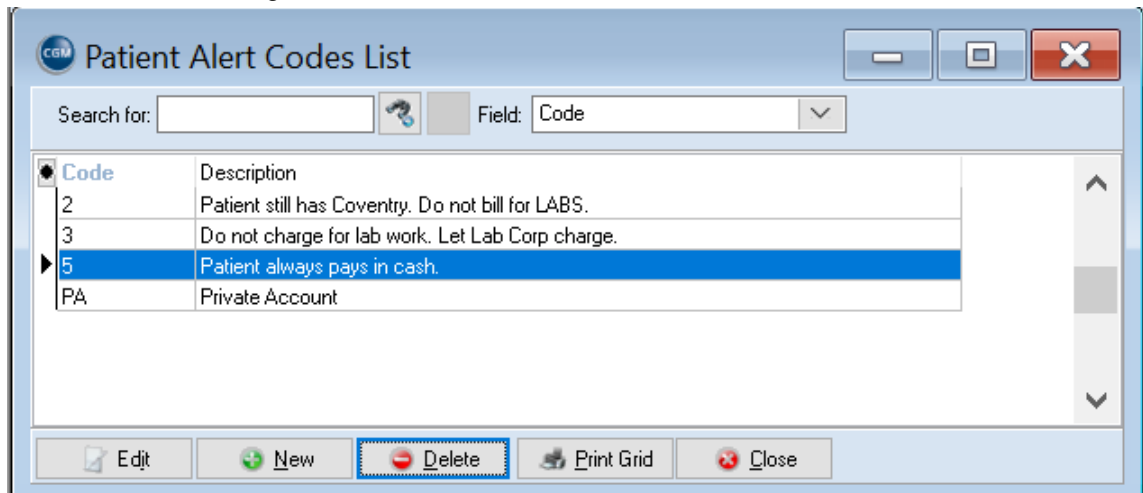 CGM Patient Alert Codes List
Search for: Field: Code
Code Description
2 Patient still has Coventry. Do not bill for LABS.
3 Do not charge for lab work. Let Lab Corp charge.
5 Patient always pays in cash.
PA Private Account
Edit New Delete Print Grid Close